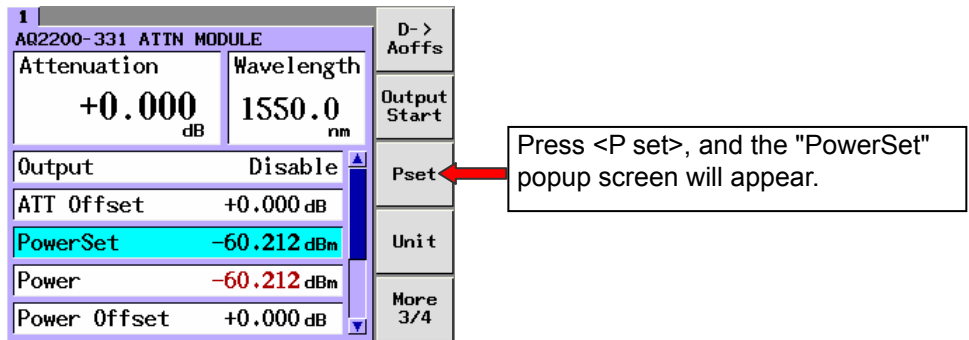 1
AQ2200-331 ATTN MODULE
Attenuation
+0.000
dB
Wavelength
1550.0
nm
Output Disable
ATT Offset +0.000 dB
PowerSet -60.212 dBm
Power -60.212 dBm
Power Offset +0.000 dB
D->
Aoffs
Output
Start
Pset
Unit
More
3/4
Press <P set>, and the "PowerSet"
popup screen will appear.